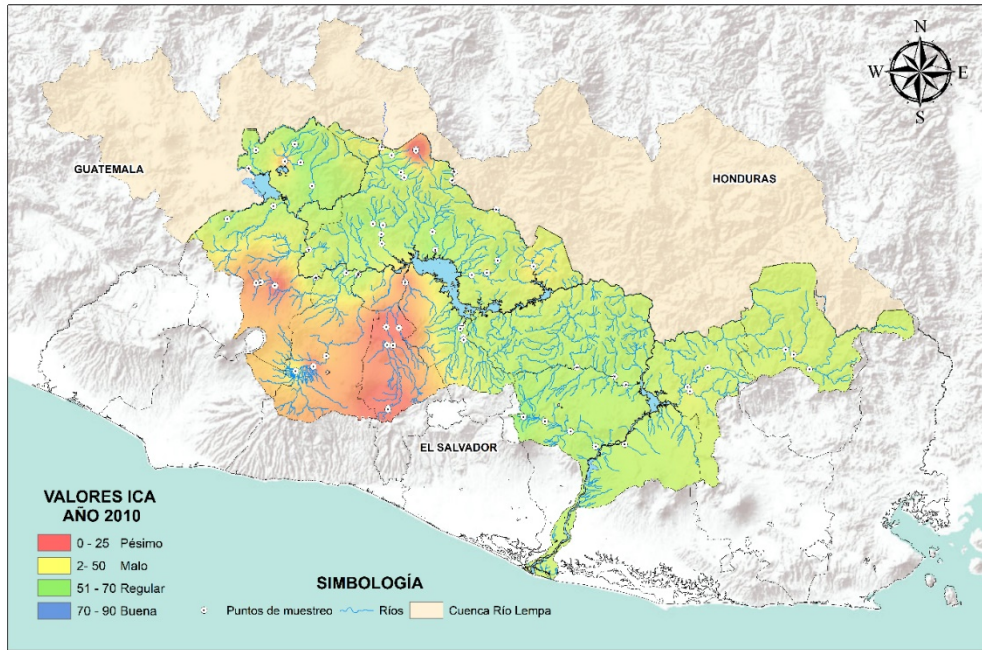 N
W E
S
GUATEMALA
HONDURAS
EL SALVADOR
VALORES ICA
AÑO 2010
0 - 25 Pésimo
2- 50 Malo
51 - 70 Regular
70 - 90 Buena
SIMBOLOGÍA
Puntos de muestreo Ríos Cuenca Río Lempa